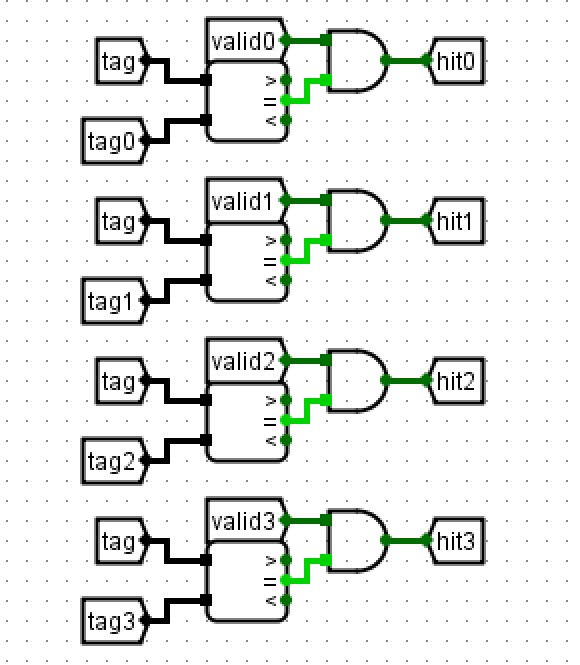 valid0
tag
hit0
>
=
<
tag0
valid1
tag
hit1
>
=
<
tag1
valid2
tag
hit2
>
=
<
tag2
valid3
tag
hit3
>
=
<
tag3